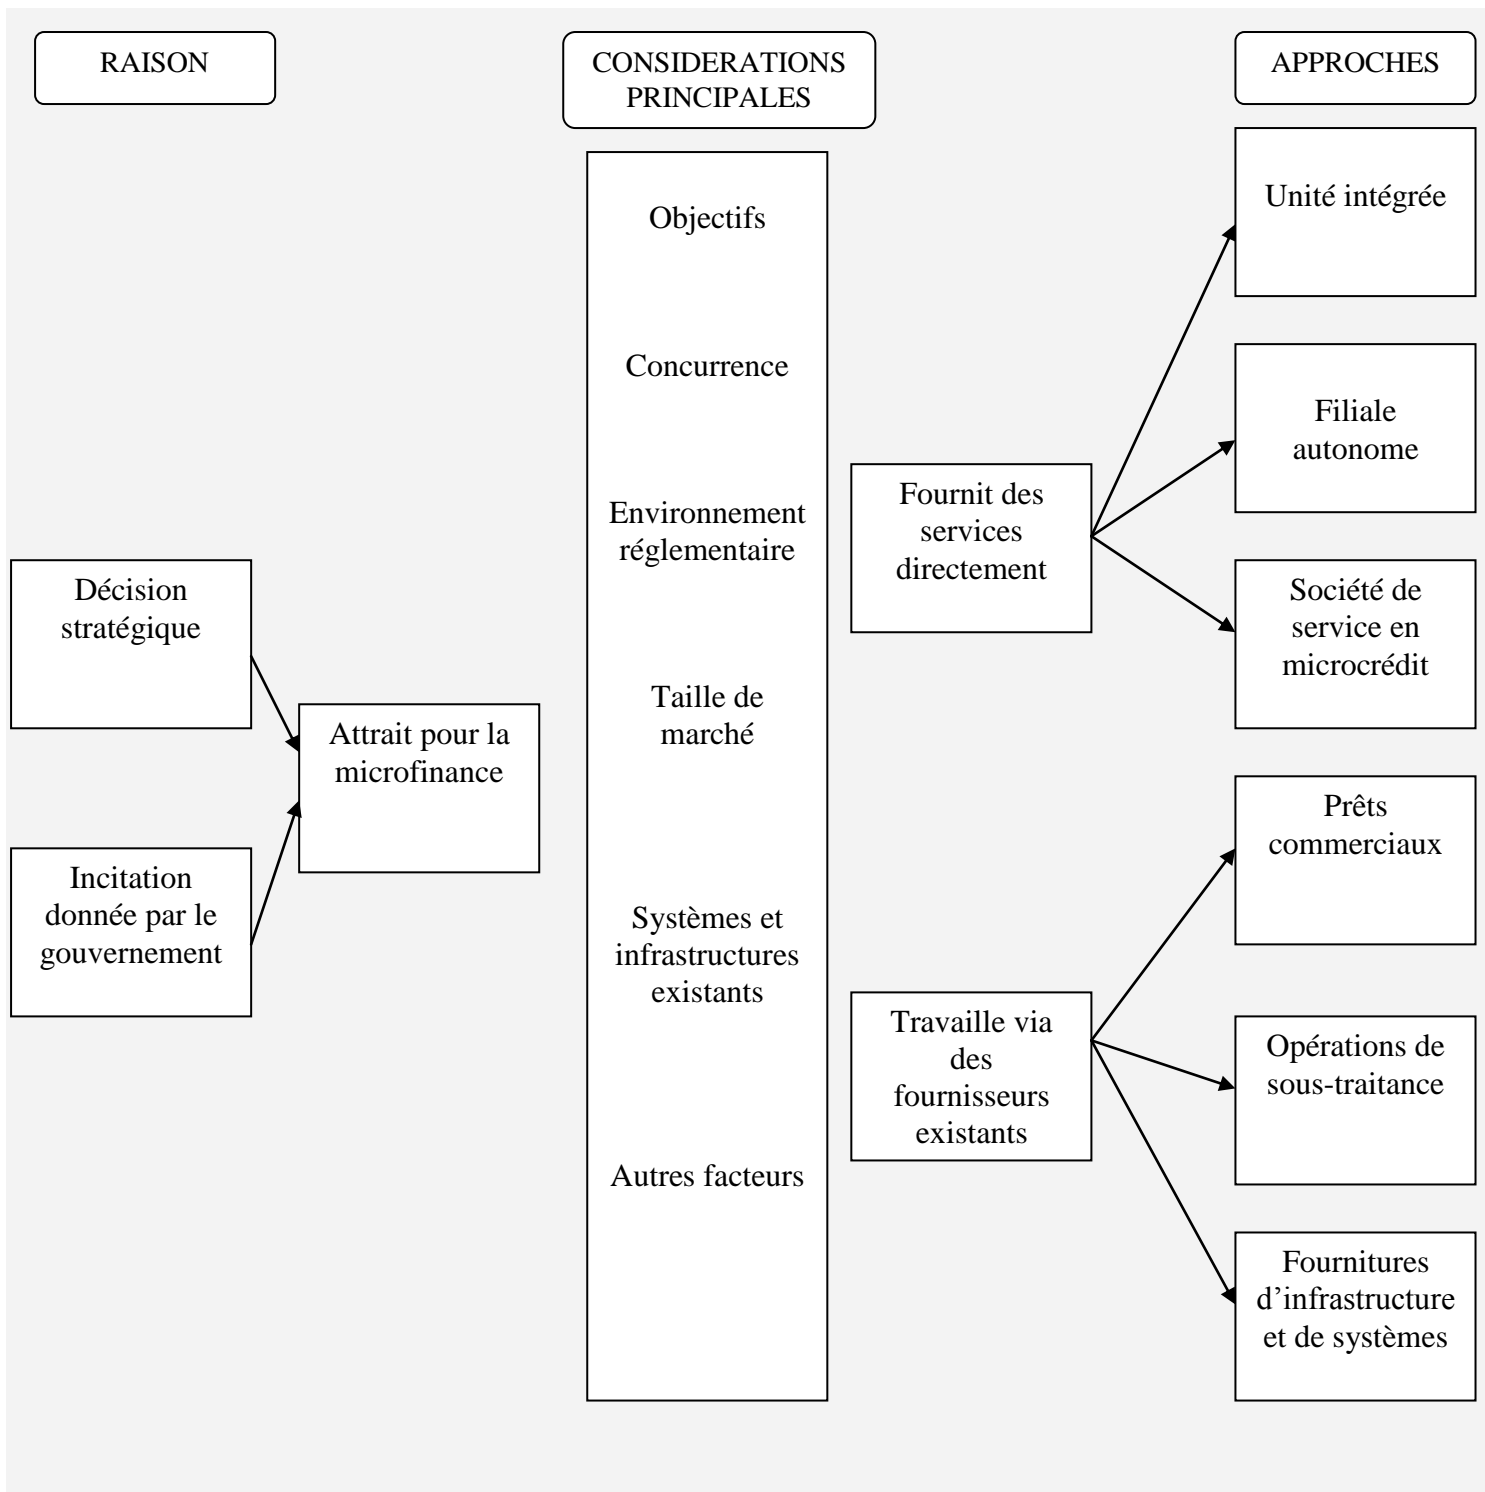 RAISON
CONSIDERATIONS
PRINCIPALES
APPROCHES
Décision
stratégique
Incitation
donnée par le
gouvernement
Attrait pour la
microfinance
Objectifs
Concurrence
Environnement
réglementaire
Taille de
marché
Systèmes et
infrastructures
existants
Autres facteurs
Fournit des
services
directement
Travaille via
des
fournisseurs
existants
Unité intégrée
Filiale
autonome
Société de
service en
microcrédit
Prêts
commerciaux
Opérations de
sous-traitance
Fournitures
d’infrastructure
et de systèmes